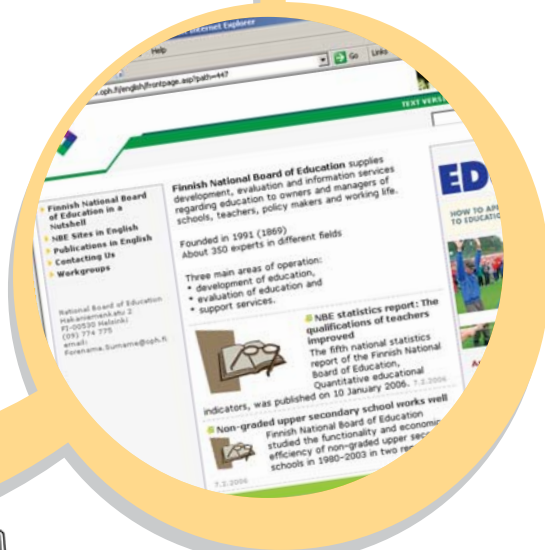 Internet Explorer
Help
Go
Links
oph.fi/english/frontpage.asp?path=447
TEXT VERS
Finnish National Board
of Education in a
Nutshell
NBE Sites in English
Publications in English
Contacting Us
Workgroups
National Board of Education
Hakaniemenkatu 2
FI-00530 Helsinki
(09) 774 775
email:
Forename.Surname@oph.fi
Finnish National Board of Education supplies
development, evaluation and information services
regarding education to owners and managers of
schools, teachers, policy makers and working life.
Founded in 1991 (1869)
About 350 experts in different fields
Three main areas of operation:
• development of education,
• evaluation of education and
• support services.
NBE statistics report: The
qualifications of teachers
improved
The fifth national statistics
report of the Finnish National
Board of Education,
Quantitative educational
indicators, was published on 10 January 2006. 7.2.2006
Non-graded upper secondary school works well
Finnish National Board of Education
studied the functionality and economic
efficiency of non-graded upper sec
schools in 1980-2003 in two re
7.2.2006
ED
HOW TO AP
TO EDUCATIO